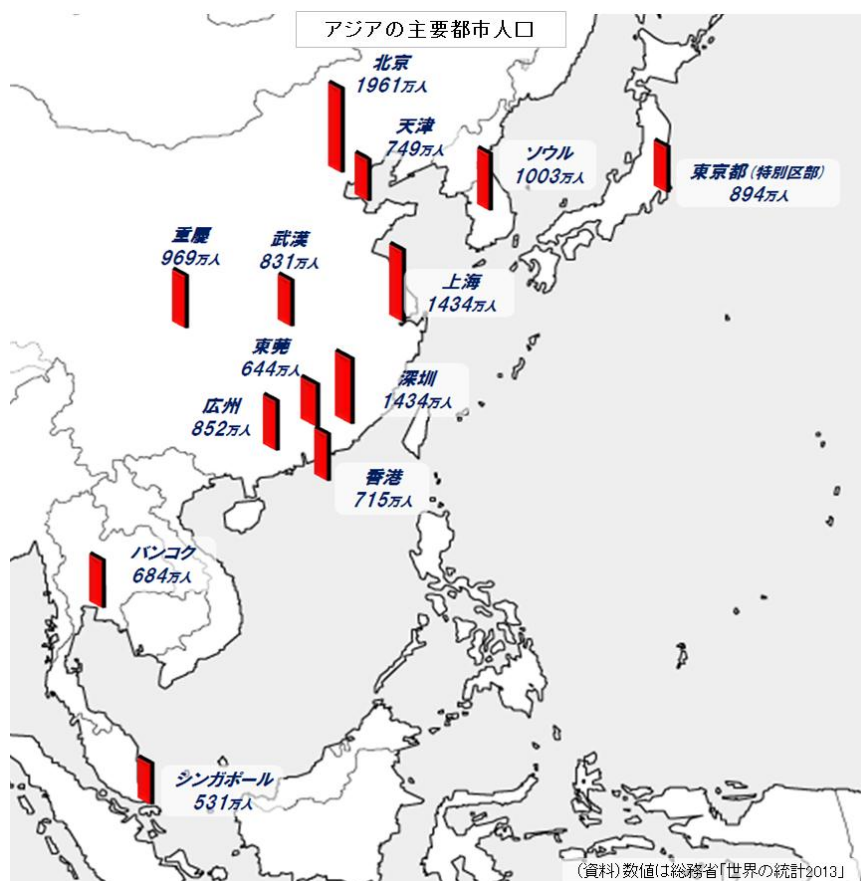 アジアの主要都市人口
北京
1961万人
天津
749万人
ソウル
1003万人
東京都(特別区部)
894万人
重慶
969万人
武漢
831万人
上海
1434万人
東莞
644万人
深圳
1434万人
広州
852万人
香港
715万人
バンコク
684万人
シンガポール
531万人
(資料)数値は総務省「世界の統計2013」